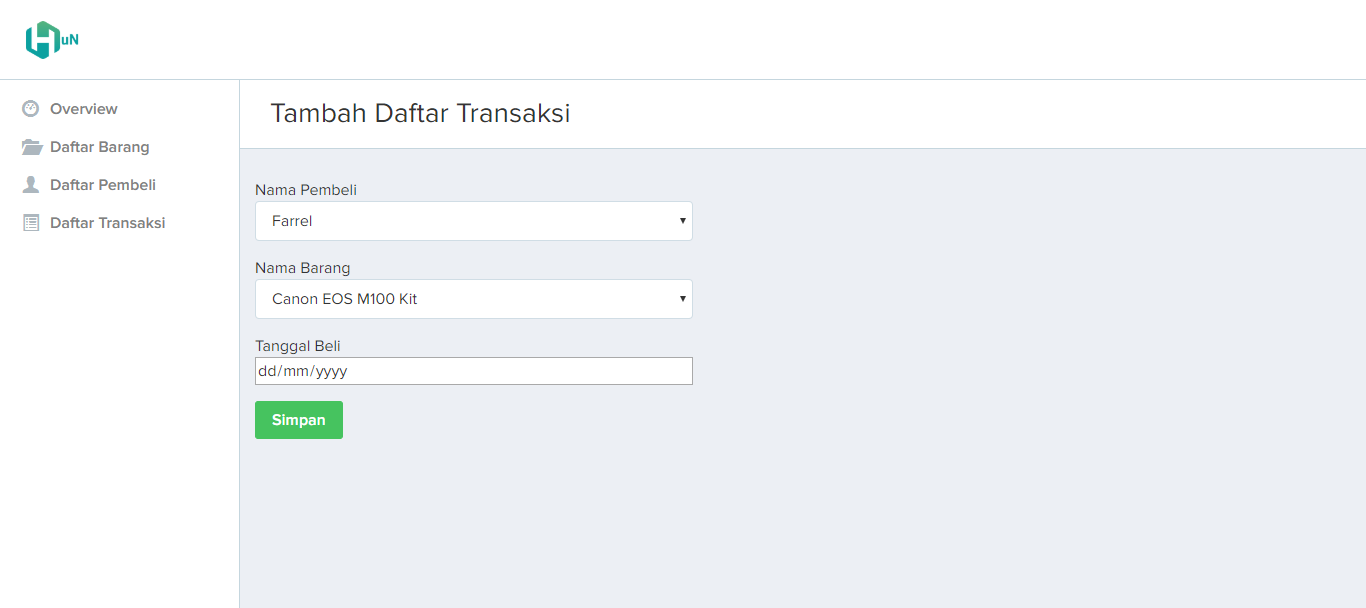 HuN
Overview
Daftar Barang
Daftar Pembeli
Daftar Transaksi
Tambah Daftar Transaksi
Nama Pembeli
Farrel
Nama Barang
Canon EOS M100 Kit
Tanggal Beli
dd/mm/yyyy
Simpan